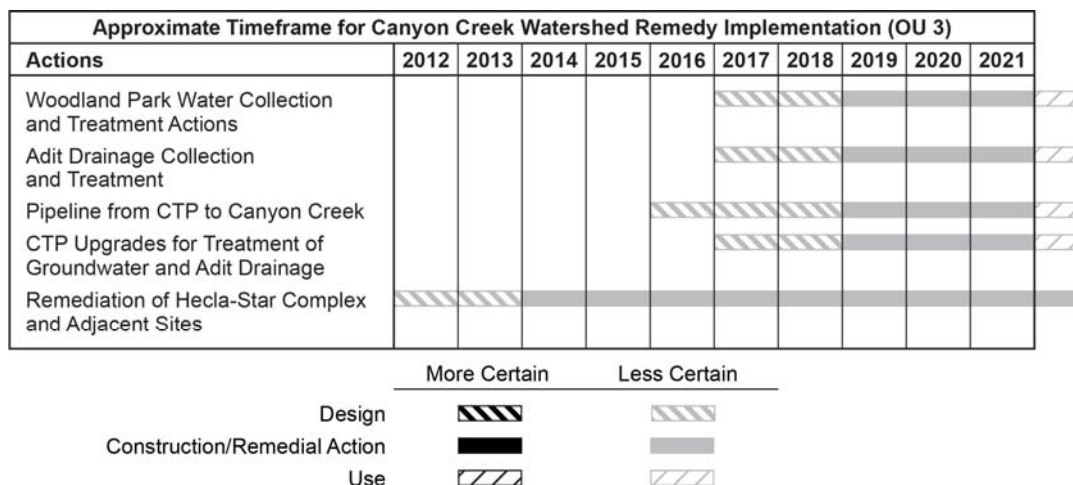 Approximate Timeframe for Canyon Creek Watershed Remedy Implementation (OU 3)
Actions 2012 2013 2014 2015 2016 2017 2018 2019 2020 2021
Woodland Park Water Collection
and Treatment Actions
Adit Drainage Collection
and Treatment
Pipeline from CTP to Canyon Creek
CTP Upgrades for Treatment of
Groundwater and Adit Drainage
Remediation of Hecla-Star Complex
and Adjacent Sites
More Certain Less Certain
Design
Construction/Remedial Action
Use